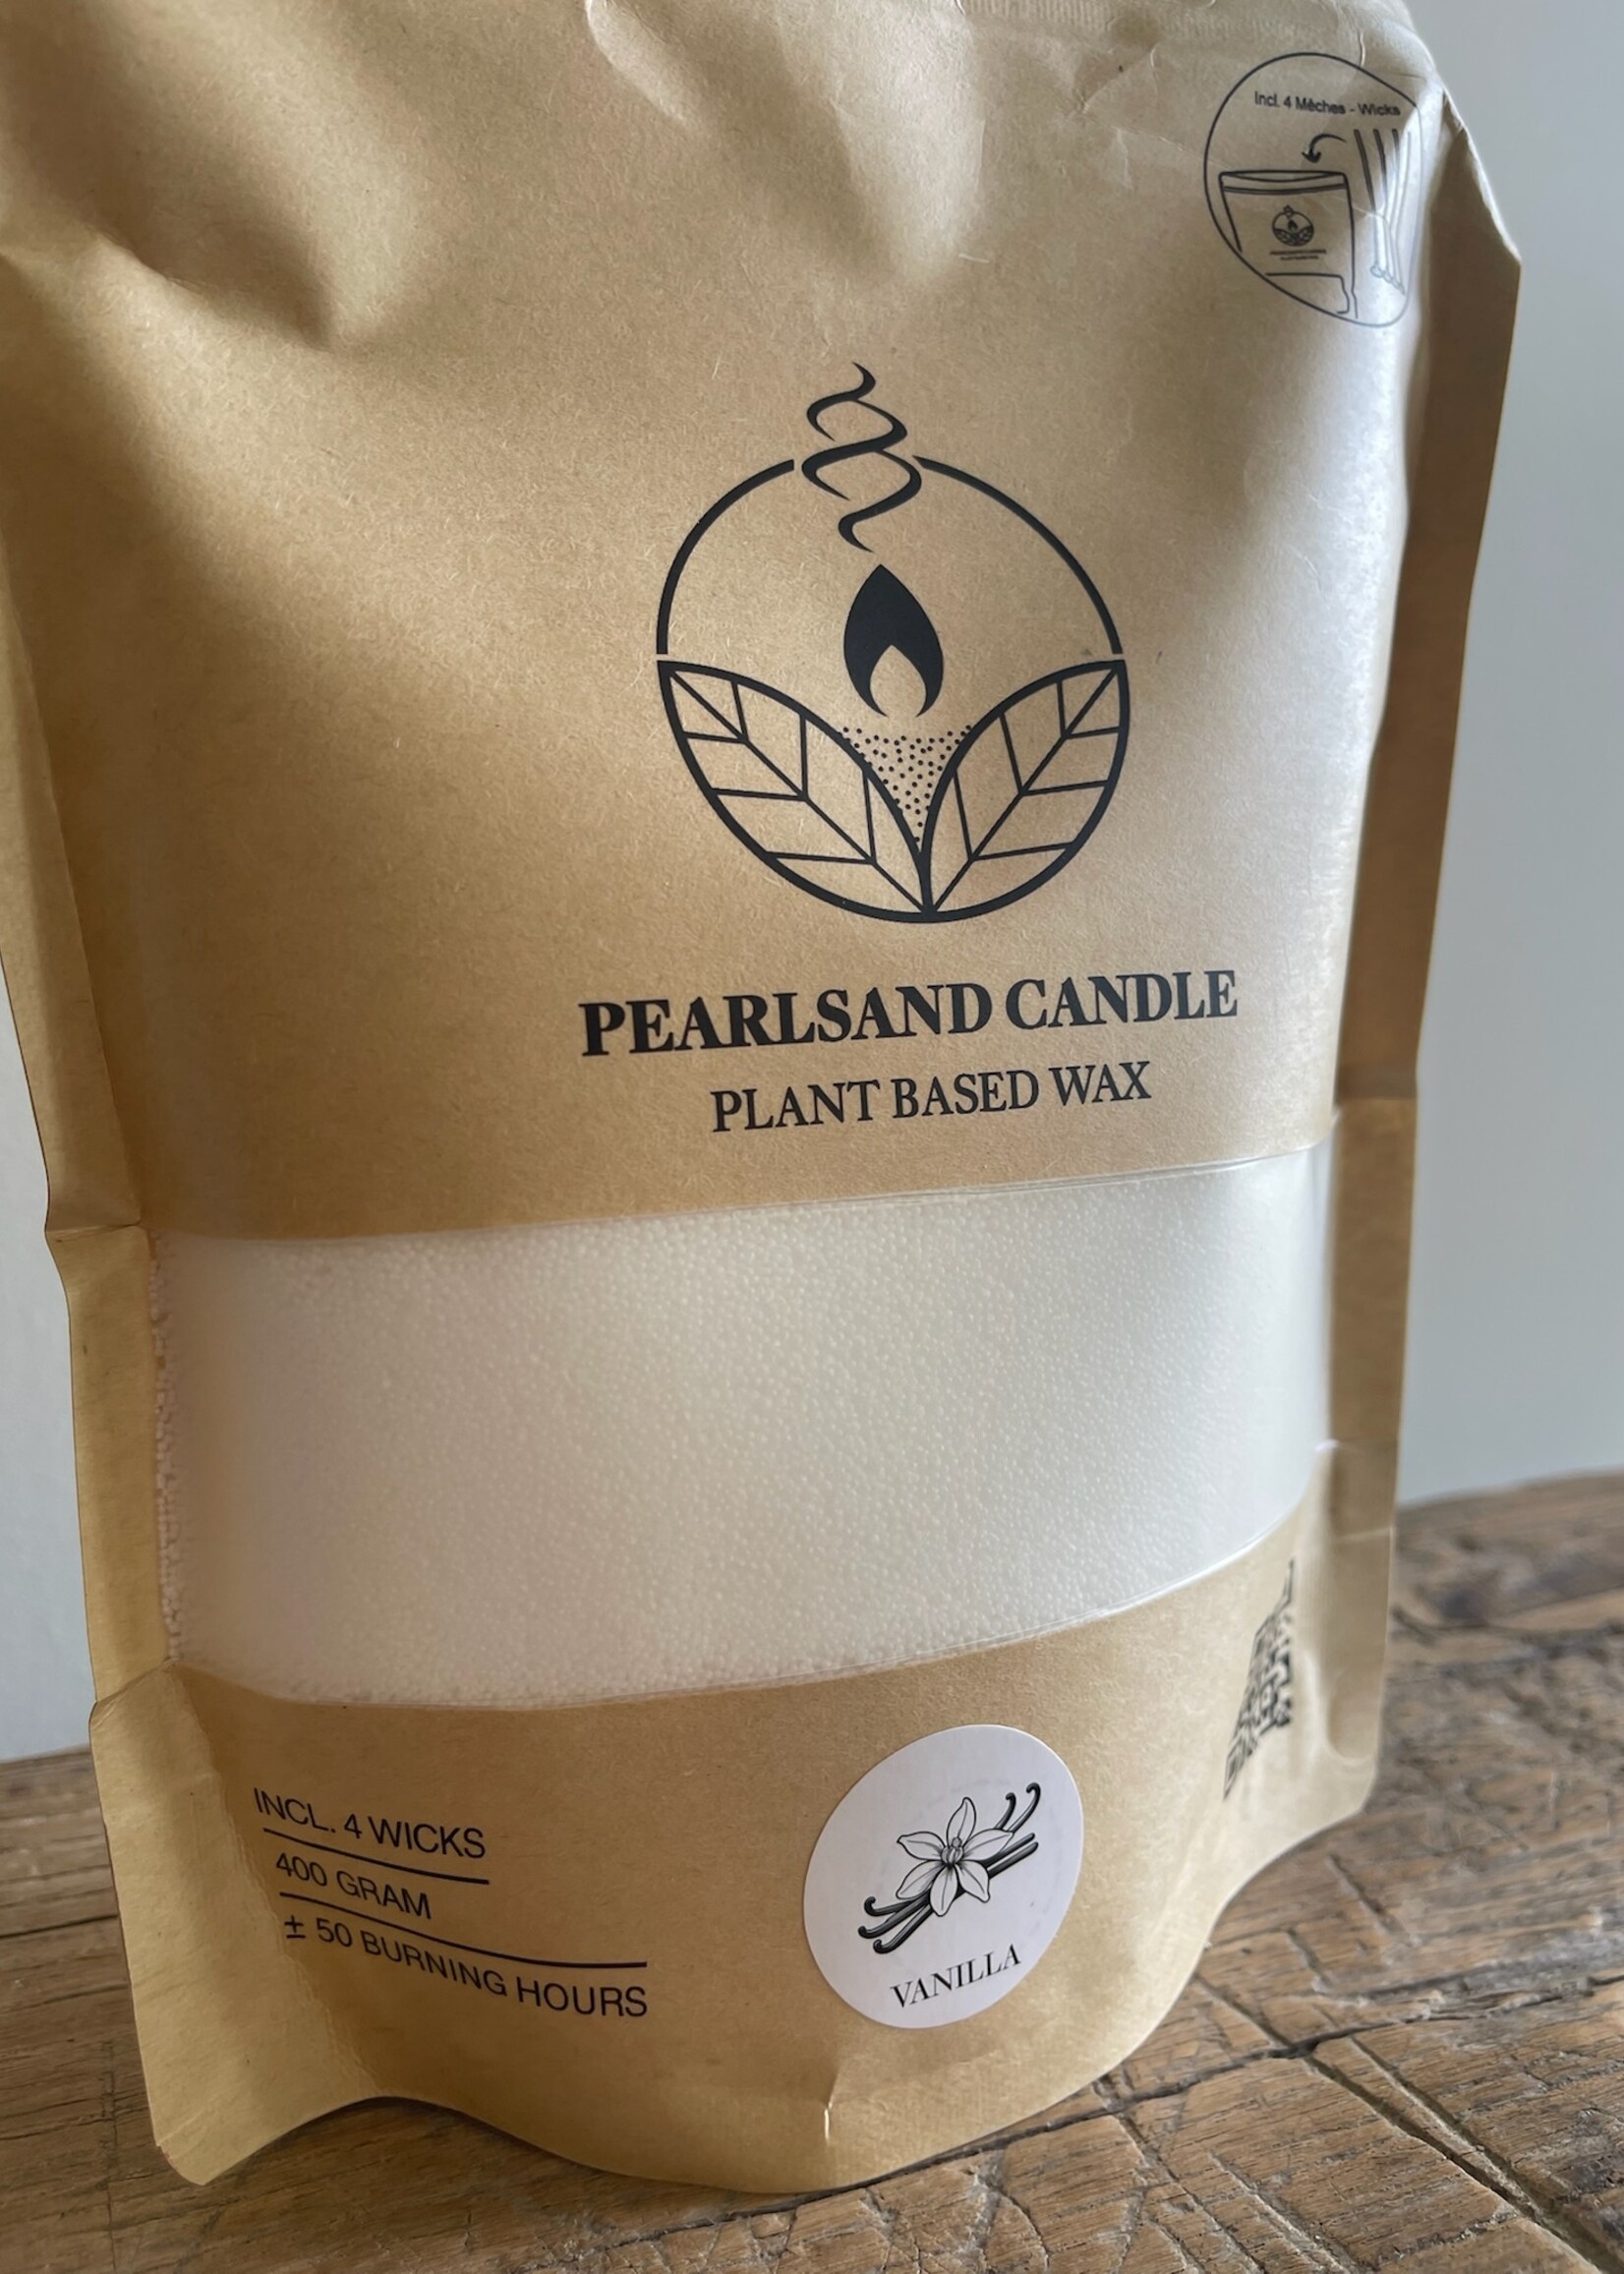 Incl. 4 Mèches - Wicks
PEARLSAND CANDLE
PLANT BASED WAX
INCL. 4 WICKS
400 GRAM
± 50 BURNING HOURS
VANILLA